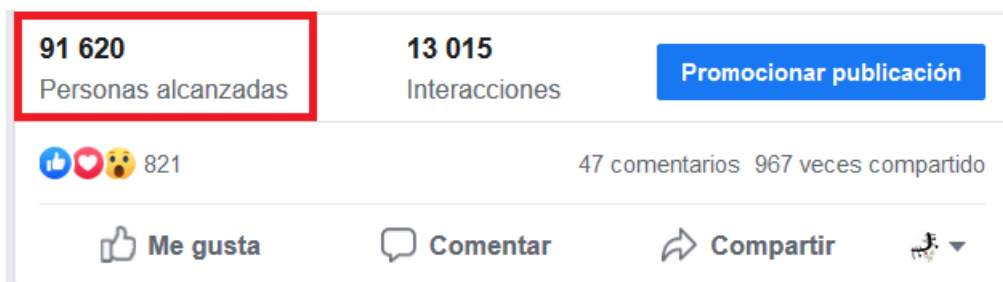 91 620 13 015
Personas alcanzadas Interacciones Promocionar publicación
821 47 comentarios 967 veces compartido
Me gusta Comentar Compartir